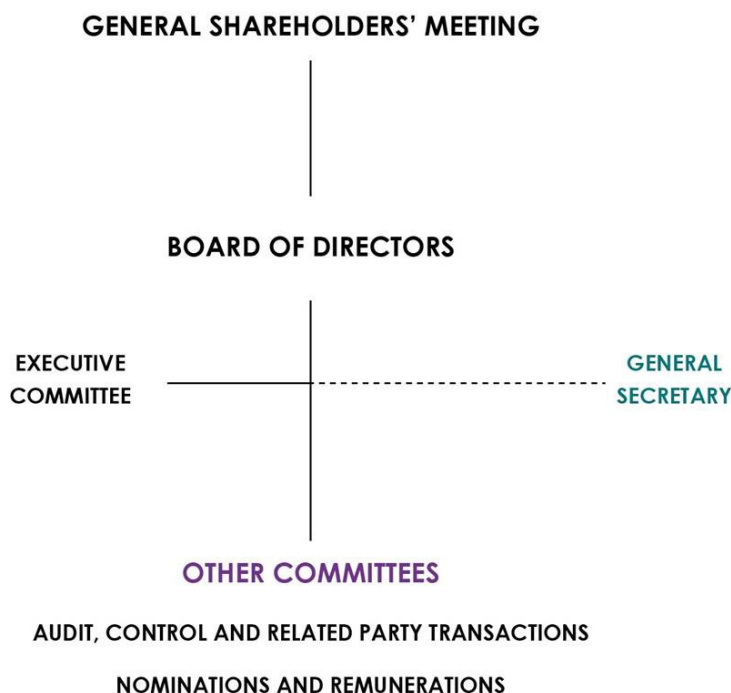 GENERAL SHAREHOLDERS’ MEETING
BOARD OF DIRECTORS
EXECUTIVE
COMMITTEE
GENERAL
SECRETARY
OTHER COMMITTEES
AUDIT, CONTROL AND RELATED PARTY TRANSACTIONS
NOMINATIONS AND REMUNERATIONS